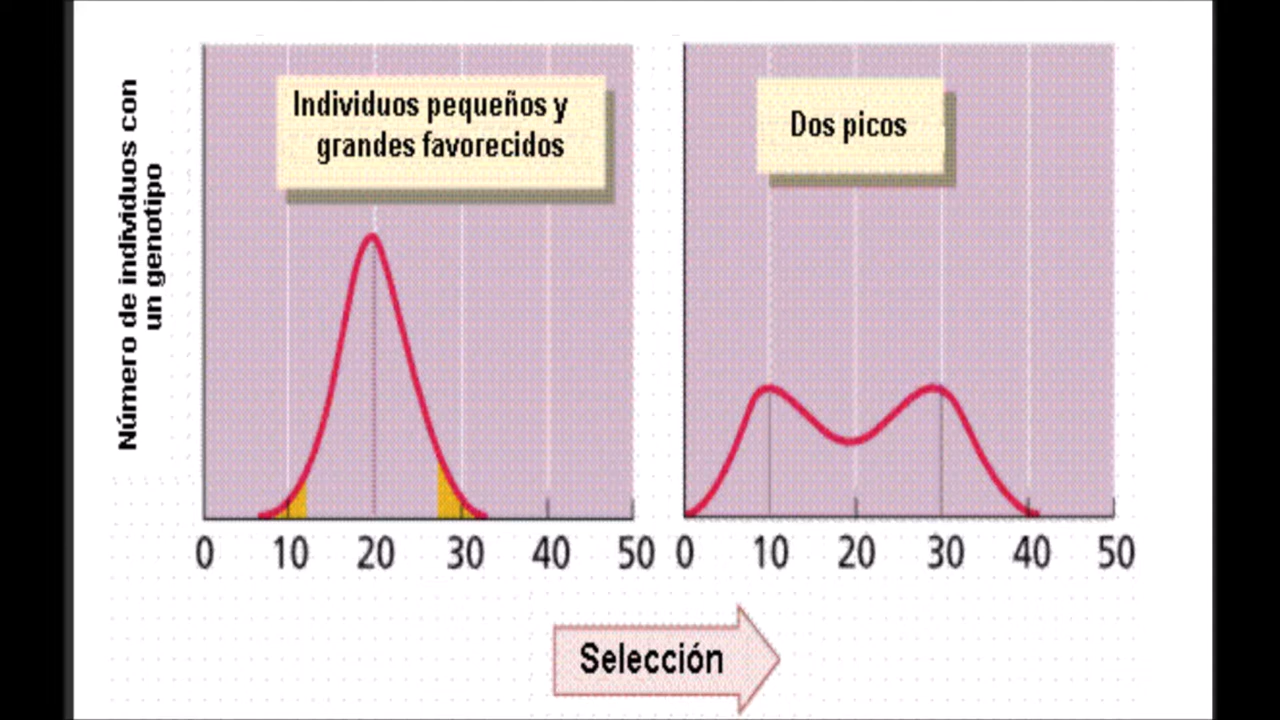 Número de individuos con
un genotipo
Individuos pequeños y
grandes favorecidos
Dos picos
0 10 20 30 40 50
0 10 20 30 40 50
Selección